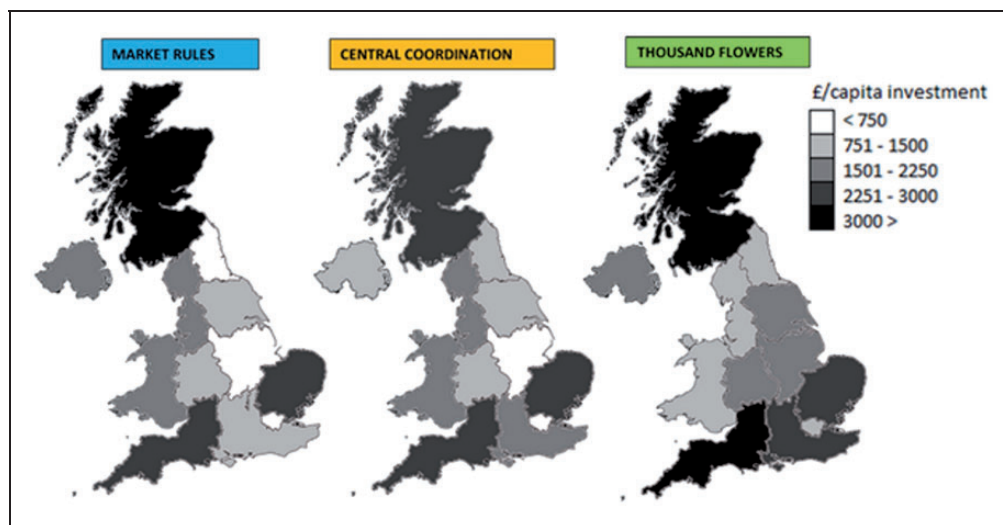 MARKET RULES
CENTRAL COORDINATION
THOUSAND FLOWERS
£/capita investment
< 750
751 - 1500
1501 - 2250
2251 - 3000
3000 >